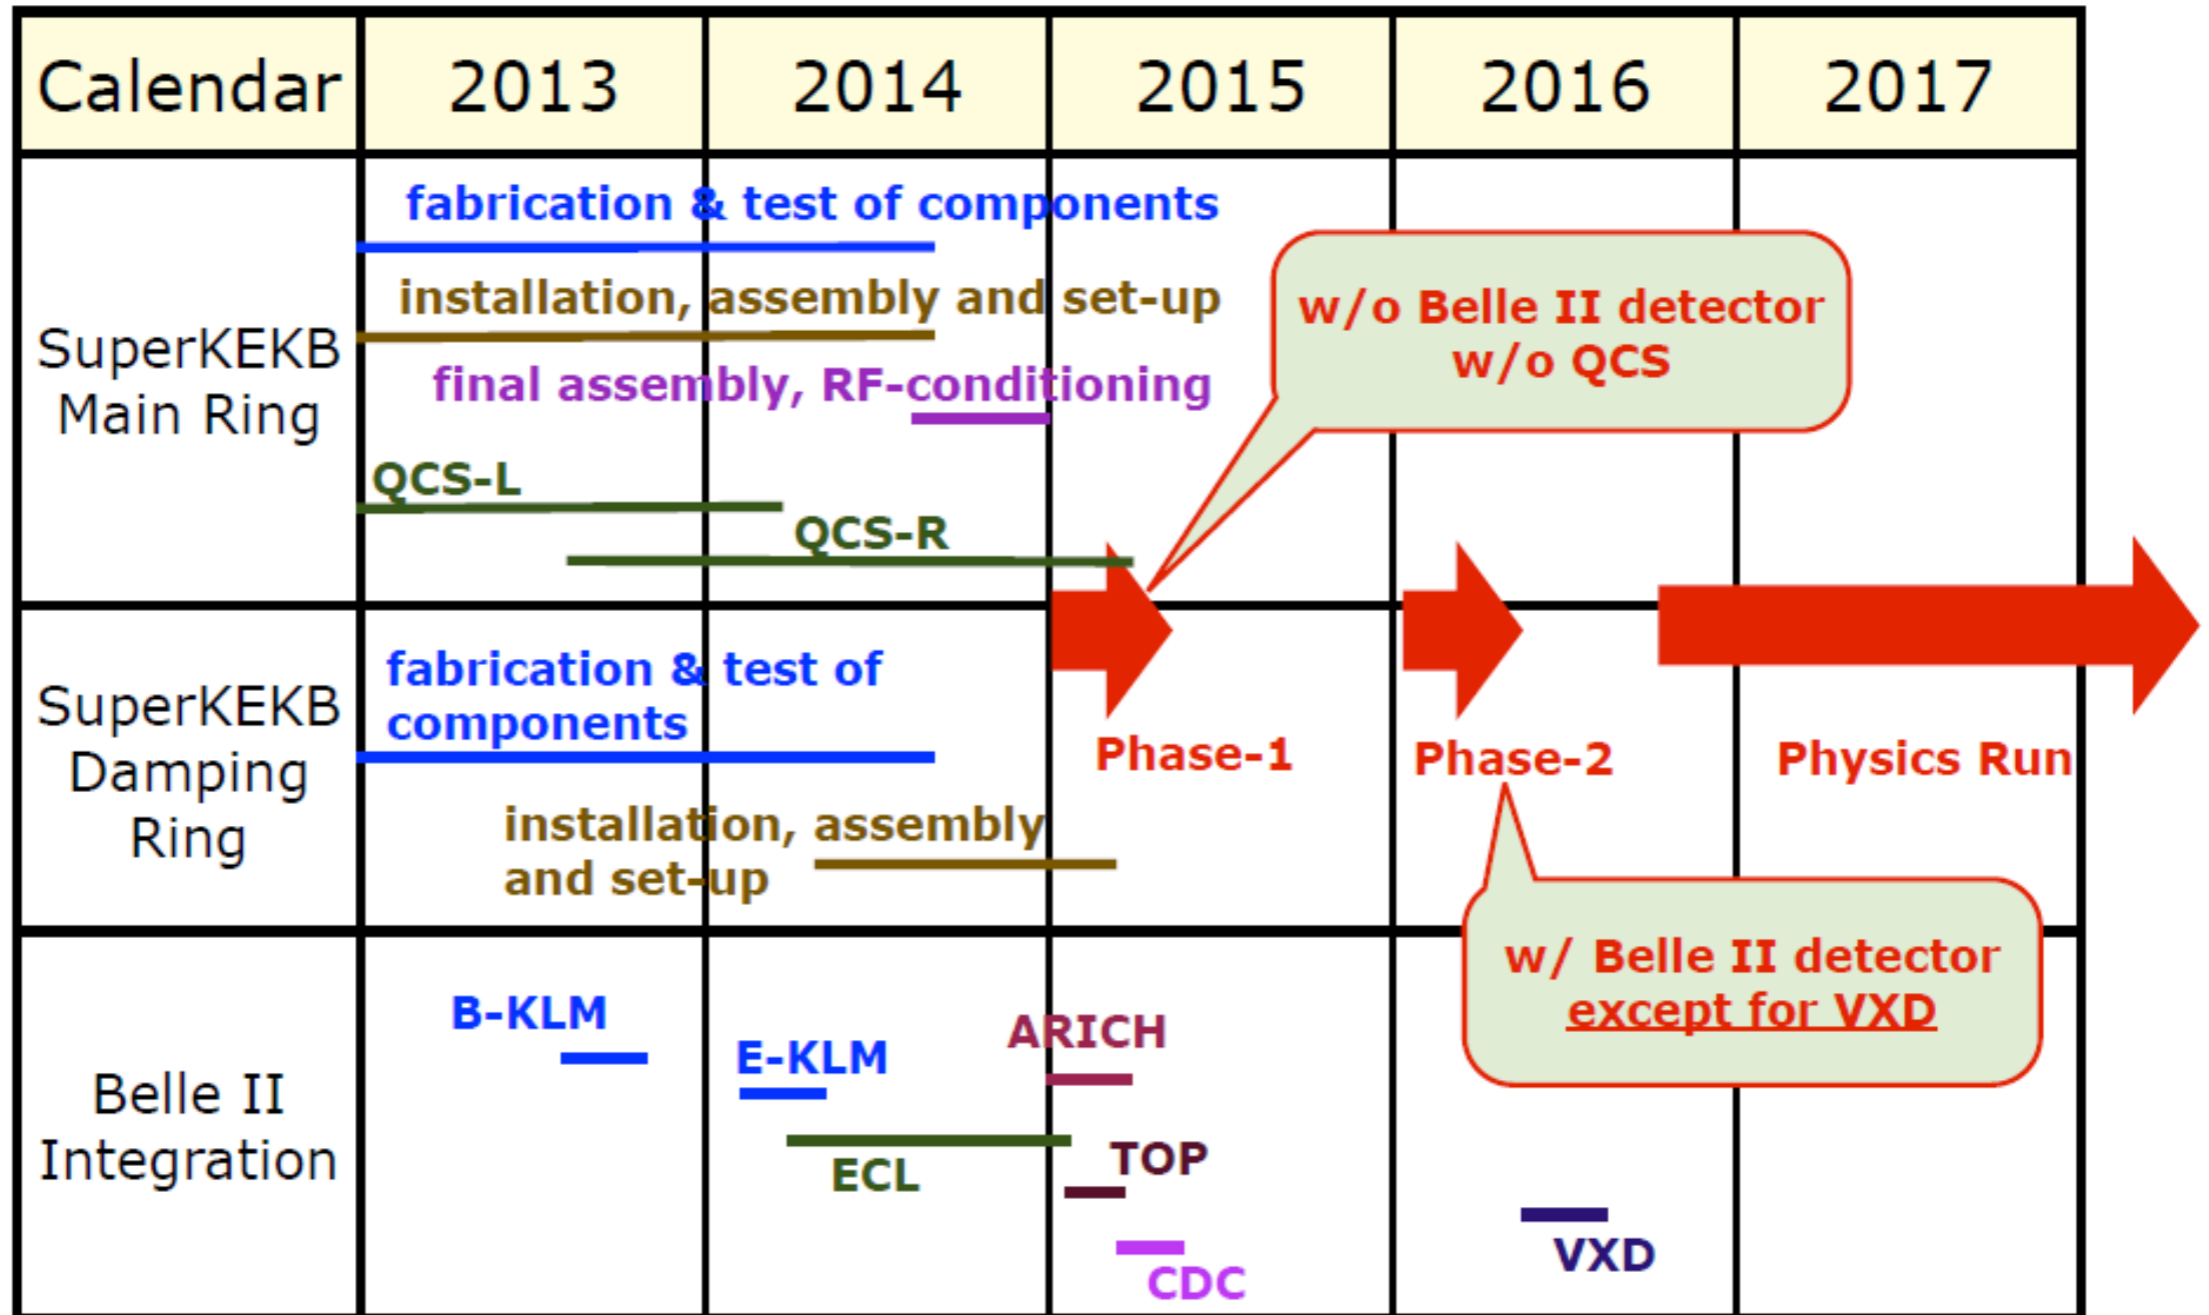 Calendar 2013 2014 2015 2016 2017
SuperKEKB
Main Ring
fabrication & test of components
installation, assembly and set-up
final assembly, RF-conditioning
QCS-L
QCS-R
w/o Belle II detector
w/o QCS
SuperKEKB
Damping
Ring
fabrication & test of
components
installation, assembly
and set-up
Phase-1
Phase-2
Physics Run
w/ Belle II detector
except for VXD
Belle II
Integration
B-KLM
E-KLM
ARICH
ECL
TOP
CDC
VXD